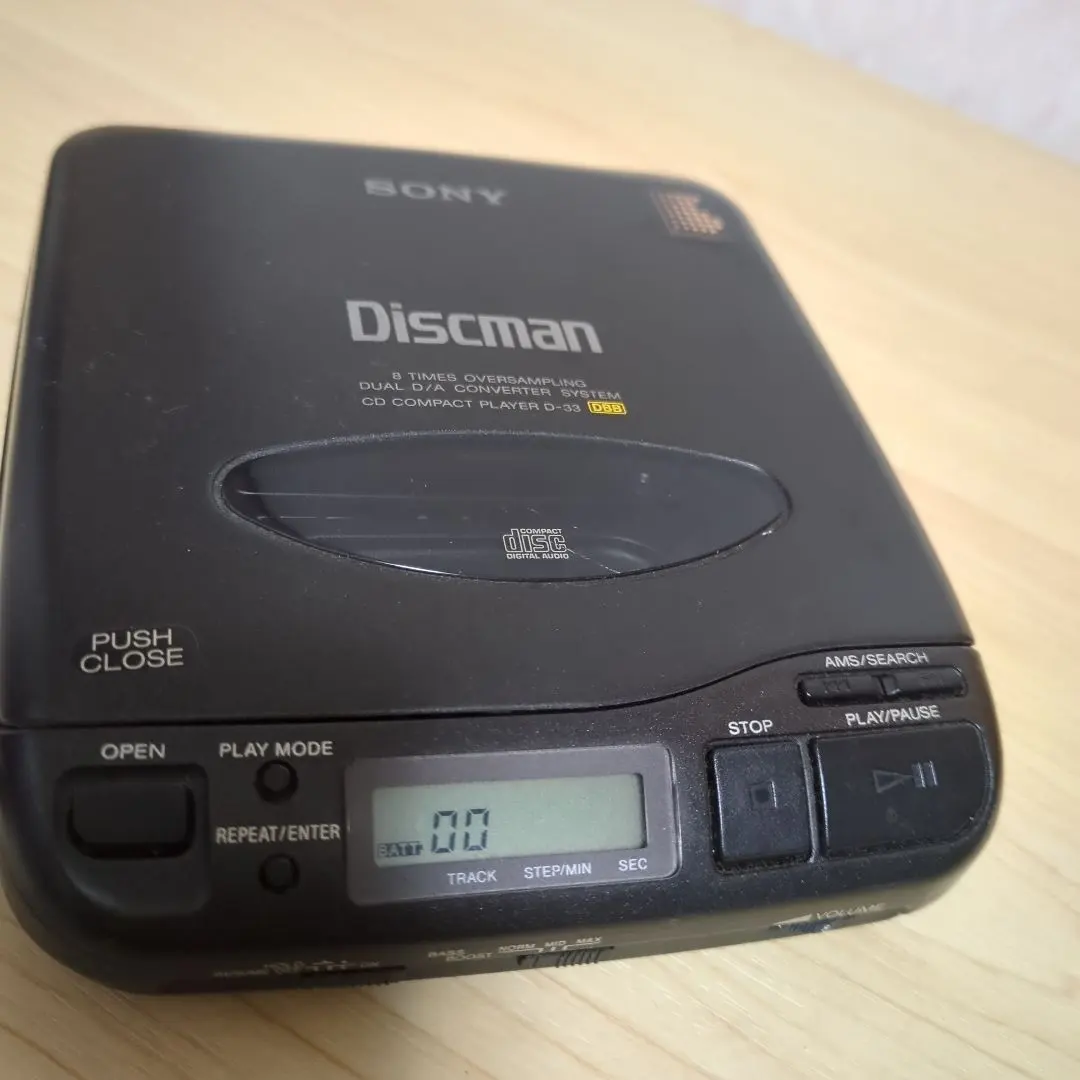 SONY
Discman
8 TIMES OVERSAMPLING
DUAL D/A CONVERTER SYSTEM
CD COMPACT PLAYER D-33 DBB
COMPACT
disc
DIGITAL AUDIO
PUSH
CLOSE
AMS/SEARCH
OPEN
PLAY MODE
STOP
PLAY/PAUSE
REPEAT/ENTER
BATT 00
TRACK STEP/MIN SEC
VOLUME
BASS
BOOST
NORM MID MAX